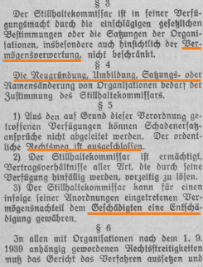 § 3
Der Stillhaltekommissar ist in seiner Verfü-
gungsmacht durch die einschlägigen gesetzlichen
Bestimmungen oder die Satzungen der Organi-
sationen, insbesondere auch hinsichtlich der Ver-
mögensverwertung, nicht beschränkt.
§ 4
Die Neugründung, Umbildung, Satzungs- oder
Namensänderung von Organisationen bedarf der
Zustimmung des Stillhaltekommissars.
§ 5
1) Aus den auf Grund dieser Verordnung ge-
troffenen Verfügungen können Schadenersatz-
ansprüche nicht abgeleitet werden. Der ordent-
liche Rechtsweg ist ausgeschlossen.
2) Der Stillhaltekommissar ist ermächtigt,
Vertragsverhältnisse aller Art, die durch seine
Verfügung hinfällig werden, vorzeitig zu lösen.
3) Der Stillhaltekommissar kann für einen
infolge seiner Anordnungen eingetretenen Ver-
mögensnachteil dem Geschädigten eine Entschä-
digung gewähren.
§ 6
In allen mit Organisationen nach dem 1. 9.
1939 anhängig gewordenen Rechtsstreitigkeiten
muß das Gericht das Verfahren aussetzen und